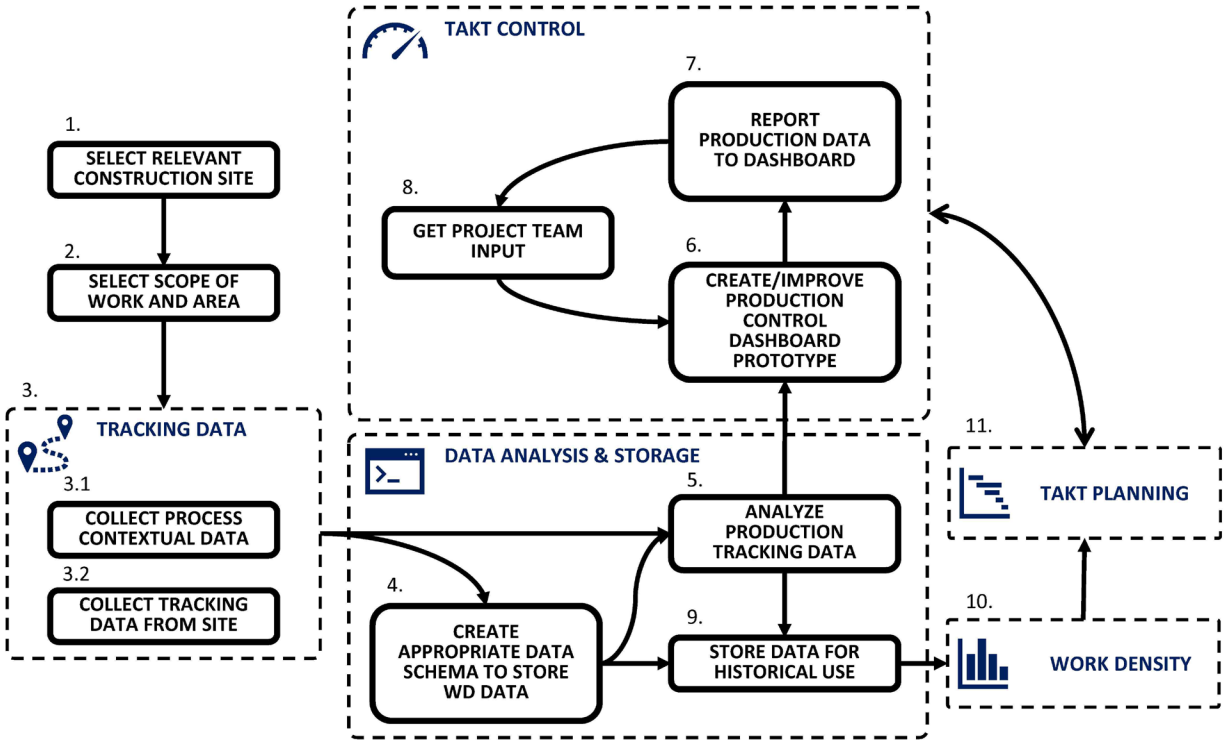 1.
SELECT RELEVANT
CONSTRUCTION SITE
2.
SELECT SCOPE OF
WORK AND AREA
3.
TRACKING DATA
3.1
COLLECT PROCESS
CONTEXTUAL DATA
3.2
COLLECT TRACKING
DATA FROM SITE
TAKT CONTROL
7.
REPORT
PRODUCTION DATA
TO DASHBOARD
8.
GET PROJECT TEAM
INPUT
6.
CREATE/IMPROVE
PRODUCTION
CONTROL
DASHBOARD
PROTOTYPE
DATA ANALYSIS & STORAGE
>_
5.
ANALYZE
PRODUCTION
TRACKING DATA
4.
CREATE
APPROPRIATE DATA
SCHEMA TO STORE
WD DATA
9.
STORE DATA FOR
HISTORICAL USE
11.
TAKT PLANNING
10.
WORK DENSITY